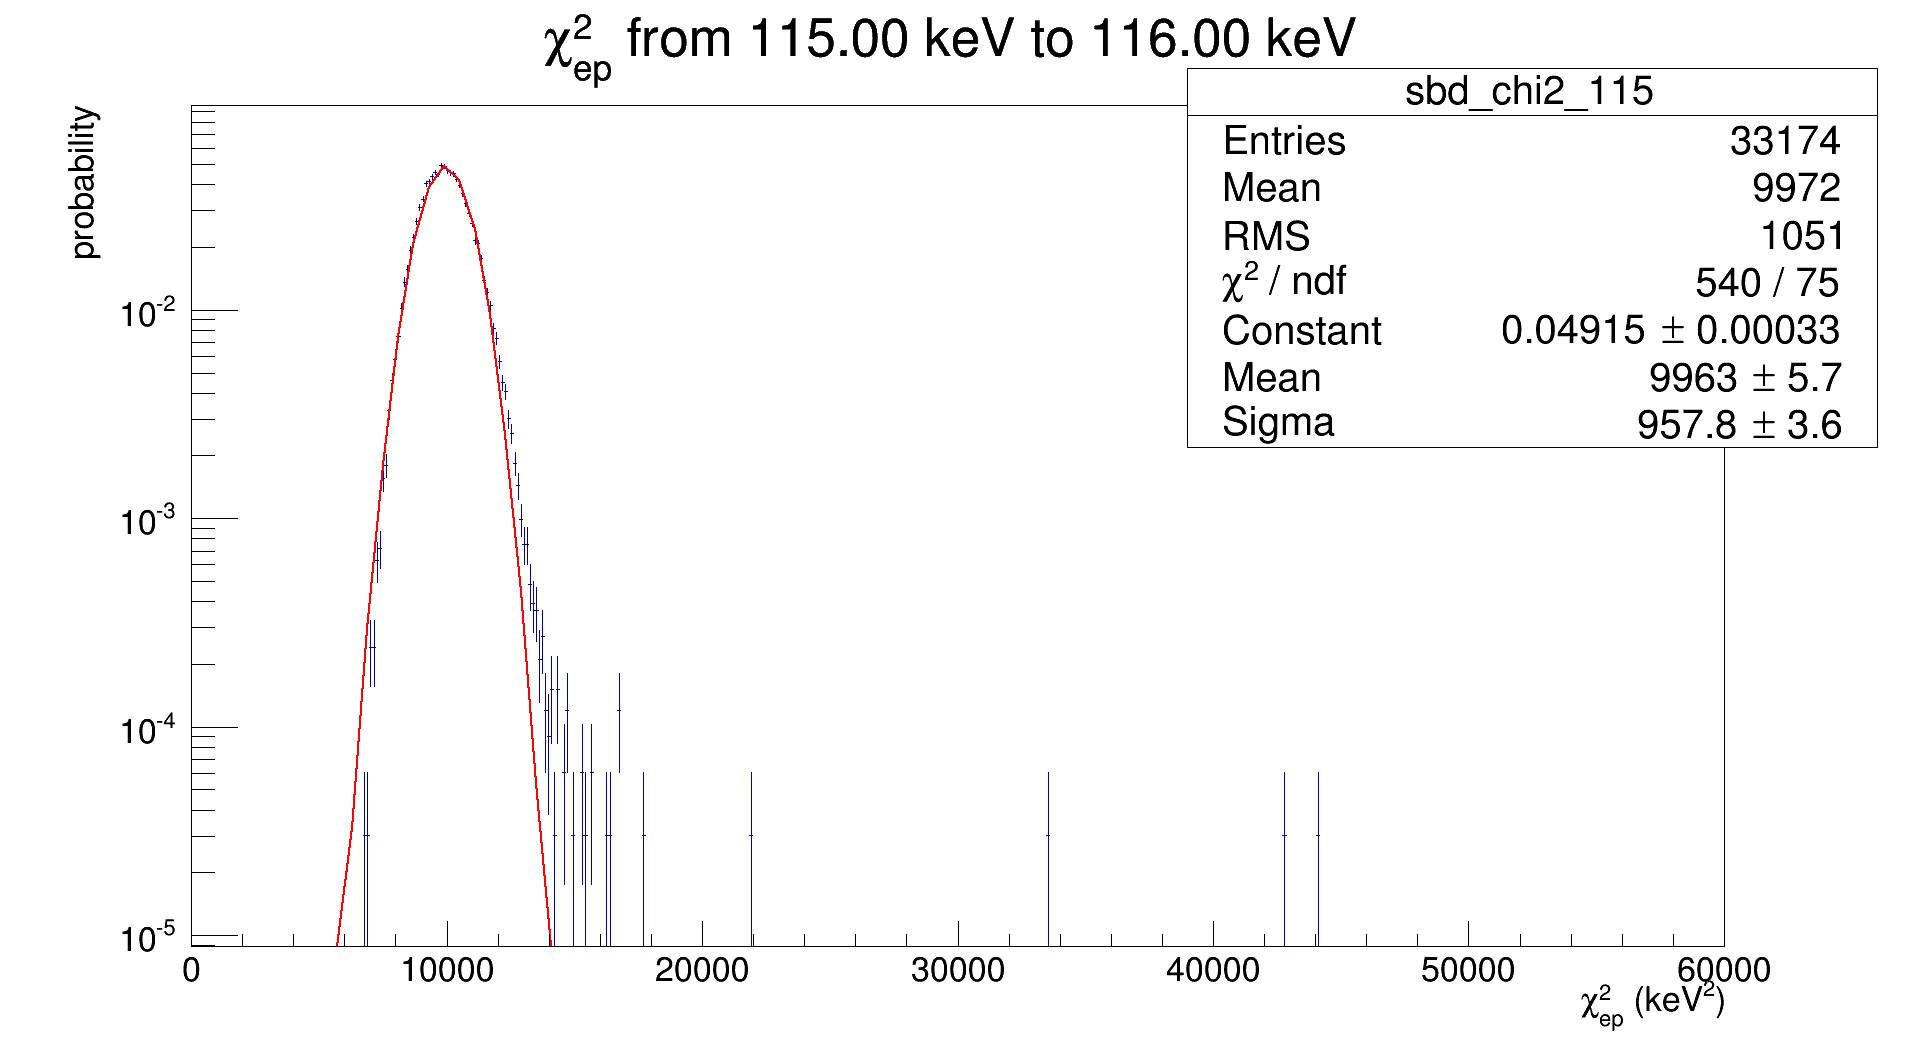 χ²ep from 115.00 keV to 116.00 keV
sbd_chi2_115
Entries 33174
Mean 9972
RMS 1051
χ² / ndf 540 / 75
Constant 0.04915 ± 0.00033
Mean 9963 ± 5.7
Sigma 957.8 ± 3.6
probability
10⁻²
10⁻³
10⁻⁴
10⁻⁵
0 10000 20000 30000 40000 50000 60000
χ²ep (keV²)